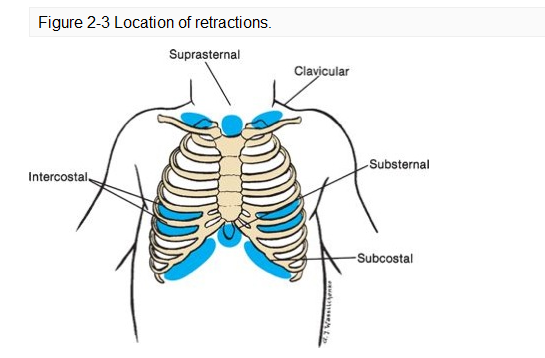 Figure 2-3 Location of retractions.
Suprasternal
Clavicular
Intercostal
Substernal
Subcostal